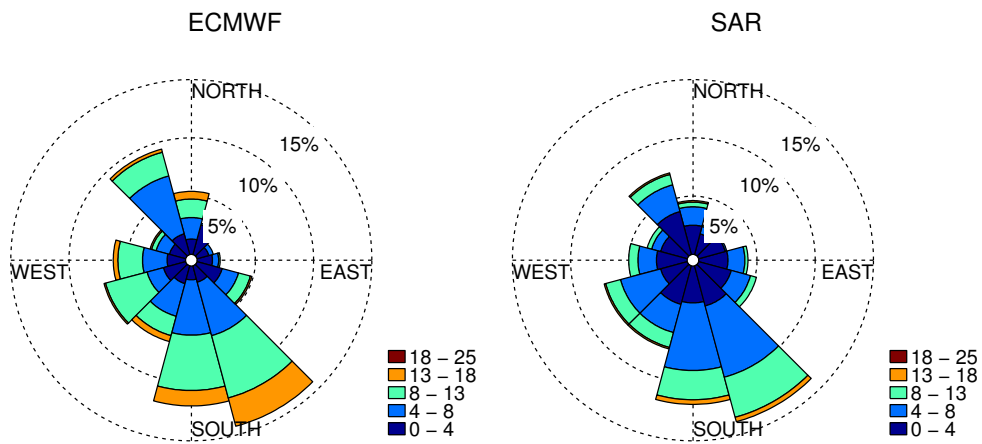 ECMWF
NORTH
15%
10%
5%
WEST
EAST
SOUTH
18 − 25
13 − 18
8 − 13
4 − 8
0 − 4
SAR
NORTH
15%
10%
5%
WEST
EAST
SOUTH
18 − 25
13 − 18
8 − 13
4 − 8
0 − 4